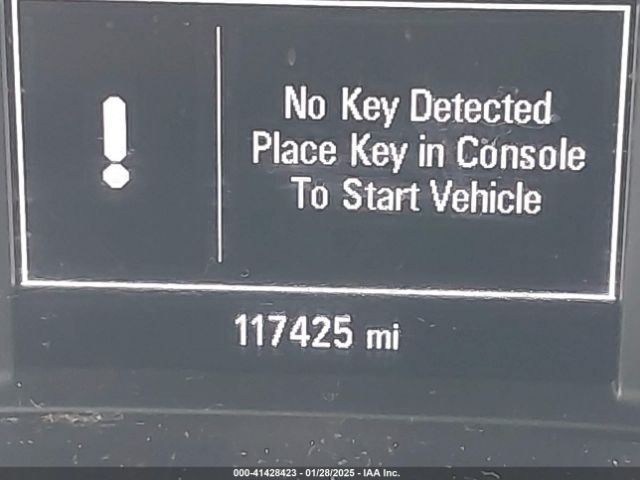 No Key Detected
Place Key in Console
To Start Vehicle
117425 mi
000-41428423 - 01/28/2025 - IAA Inc.